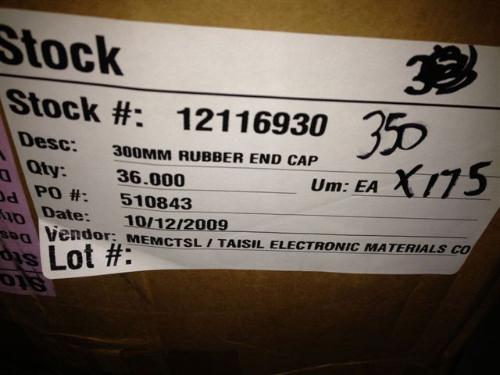 Stock
Stock #: 12116930 350
Desc: 300MM RUBBER END CAP
Qty: 36.000 Um: EA X175
PO #: 510843
Date: 10/12/2009
Vendor: MEMCTSL / TAISIL ELECTRONIC MATERIALS CO
Lot #: